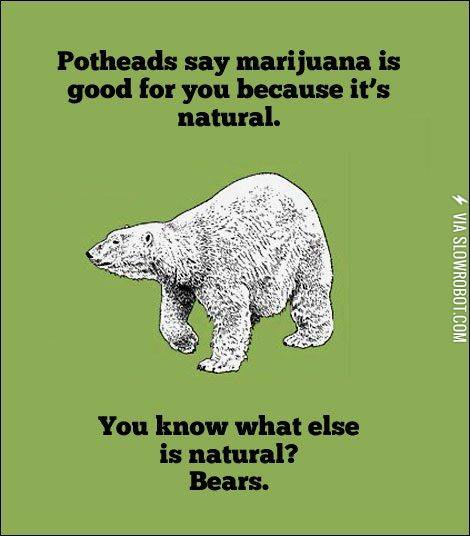 Potheads say marijuana is
good for you because it's
natural.
VIA SLOWROBOT.COM
You know what else
is natural?
Bears.